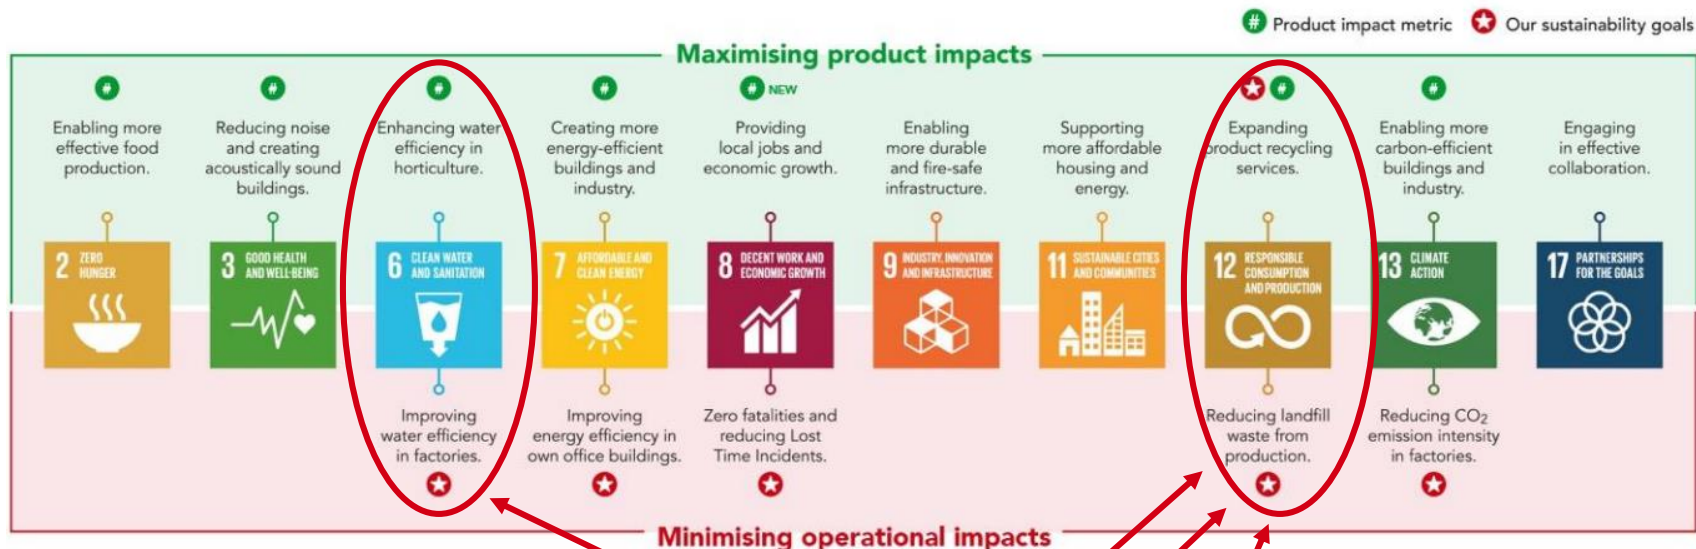 # Product impact metric Our sustainability goals
Maximising product impacts
#
Enabling more
effective food
production.
#
Reducing noise
and creating
acoustically sound
buildings.
#
Enhancing water
efficiency in
horticulture.
#
Creating more
energy-efficient
buildings and
industry.
# NEW
Providing
local jobs and
economic growth.
Enabling
more durable
and fire-safe
infrastructure.
Supporting
more affordable
housing and
energy.
#
Expanding
product recycling
services.
#
Enabling more
carbon-efficient
buildings and
industry.
Engaging
in effective
collaboration.
2 ZERO
HUNGER
3 GOOD HEALTH
AND WELL-BEING
6 CLEAN WATER
AND SANITATION
7 AFFORDABLE AND
CLEAN ENERGY
8 DECENT WORK AND
ECONOMIC GROWTH
9 INDUSTRY, INNOVATION
AND INFRASTRUCTURE
11 SUSTAINABLE CITIES
AND COMMUNITIES
12 RESPONSIBLE
CONSUMPTION
AND PRODUCTION
13 CLIMATE
ACTION
17 PARTNERSHIPS
FOR THE GOALS
Improving
water efficiency
in factories.
Improving
energy efficiency in
own office buildings.
Zero fatalities and
reducing Lost
Time Incidents.
Reducing landfill
waste from
production.
Reducing CO₂
emission intensity
in factories.
Minimising operational impacts